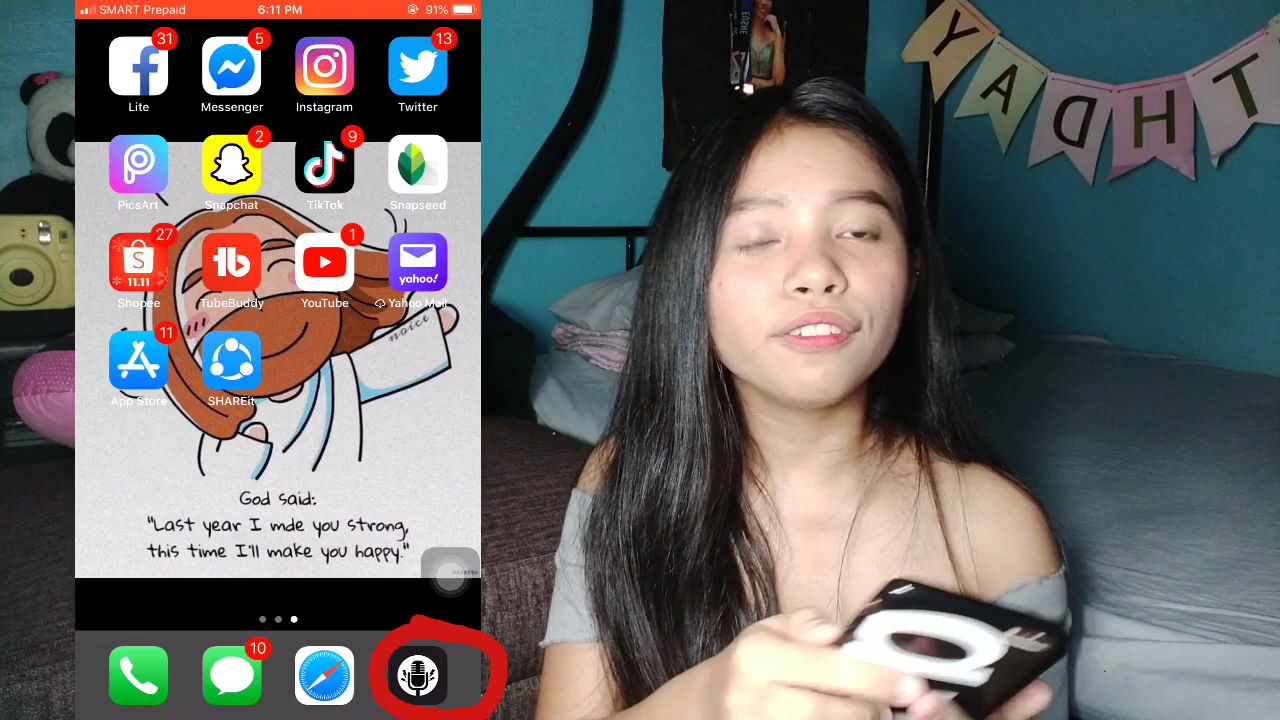 SMART Prepaid 6:11 PM 91%
31 5 13
Lite Messenger Instagram Twitter
2 9
PicsArt Snapchat TikTok Snapseed
27 1
S
11.11
tb
yahoo!
Shopee TubeBuddy YouTube Yahoo Mail
11
App Store SHAREit
noice
God said:
"Last year I mde you strong,
this time I'll make you happy."
10
YADHT